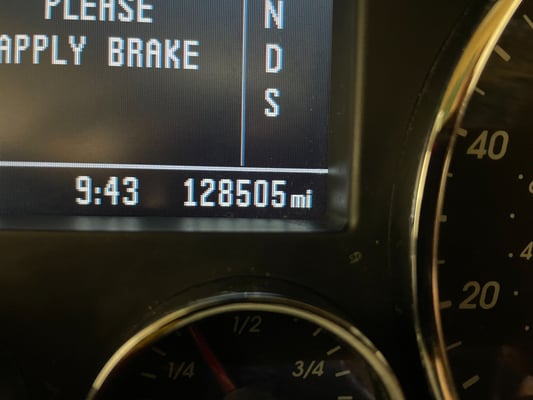 PLEASE
APPLY BRAKE
N
D
S
9:43 128505 mi
40
20
1/4 1/2 3/4